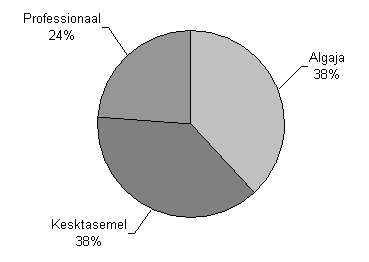 Professionaal
24%
Algaja
38%
Kesktasemel
38%